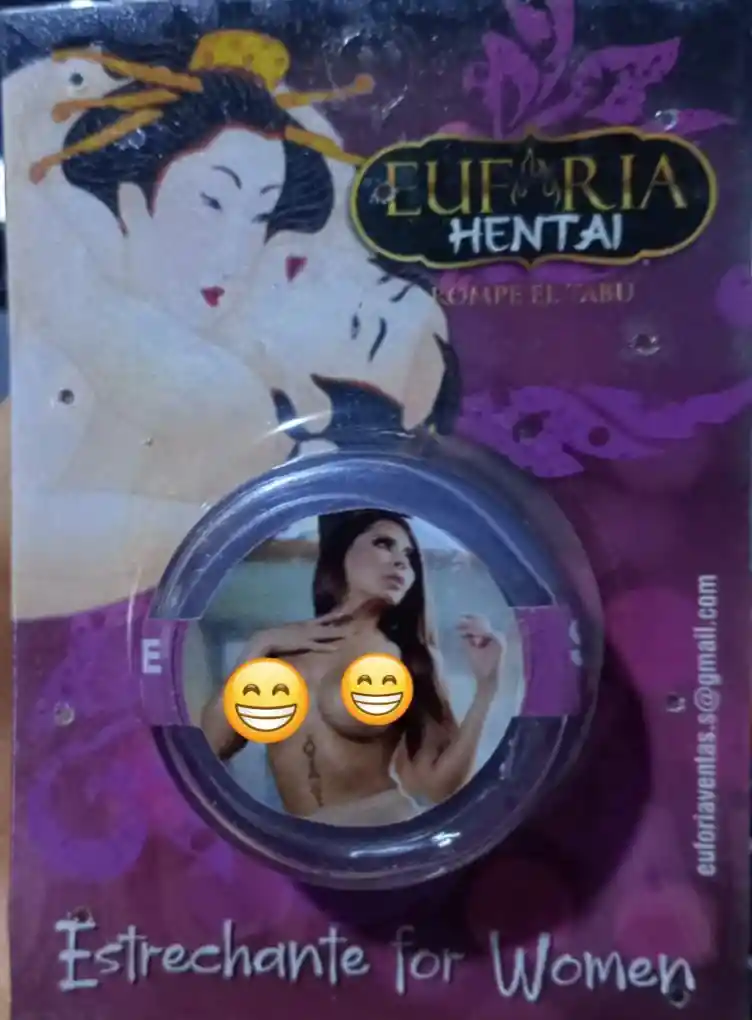 EUFORIA
HENTAI
ROMPE EL TABU
E
S
euforiaventas.s@gmail.com
Estrechante for Women